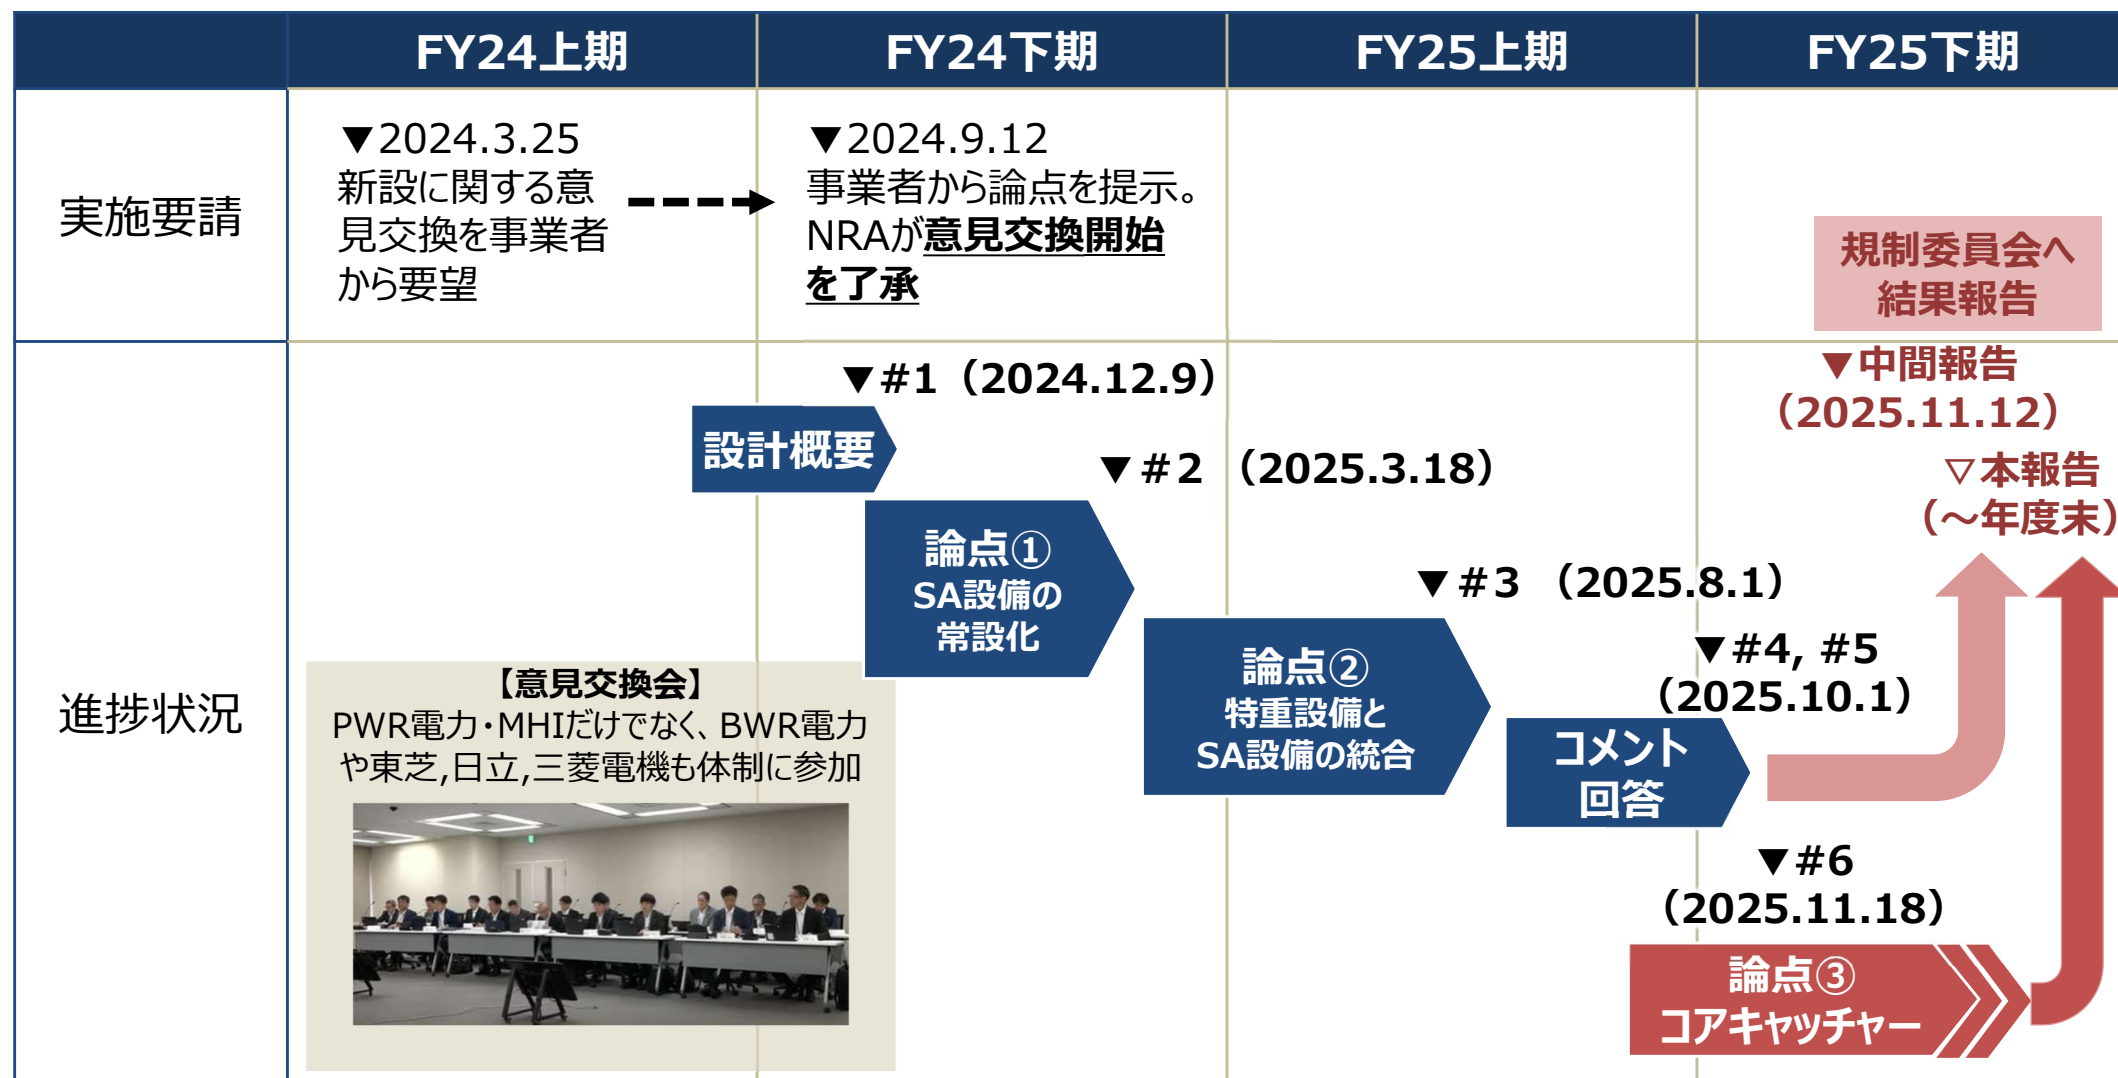 FY24上期
FY24下期
FY25上期
FY25下期
実施要請
▼2024.3.25
新設に関する意
見交換を事業者
から要望
▼2024.9.12
事業者から論点を提示。
NRAが意見交換開始
を了承
規制委員会へ
結果報告
進捗状況
▼#1（2024.12.9）
設計概要
▼#2 （2025.3.18）
論点①
SA設備の
常設化
▼#3 （2025.8.1）
論点②
特重設備と
SA設備の統合
▼#4, #5
（2025.10.1）
コメント
回答
▼中間報告
（2025.11.12）
▽本報告
（～年度末）
▼#6
（2025.11.18）
論点③
コアキャッチャー
【意見交換会】
PWR電力・MHIだけでなく、BWR電力
や東芝,日立,三菱電機も体制に参加